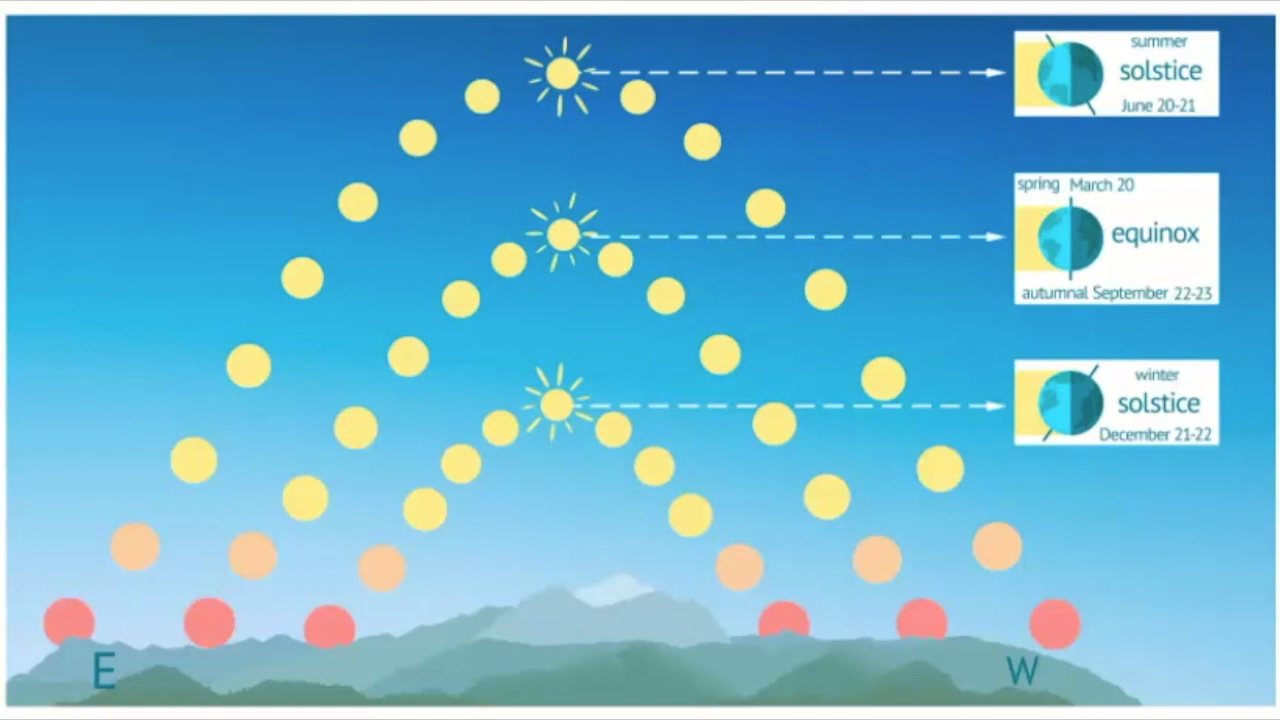 summer
solstice
June 20-21
spring March 20
equinox
autumnal September 22-23
winter
solstice
December 21-22
E
W